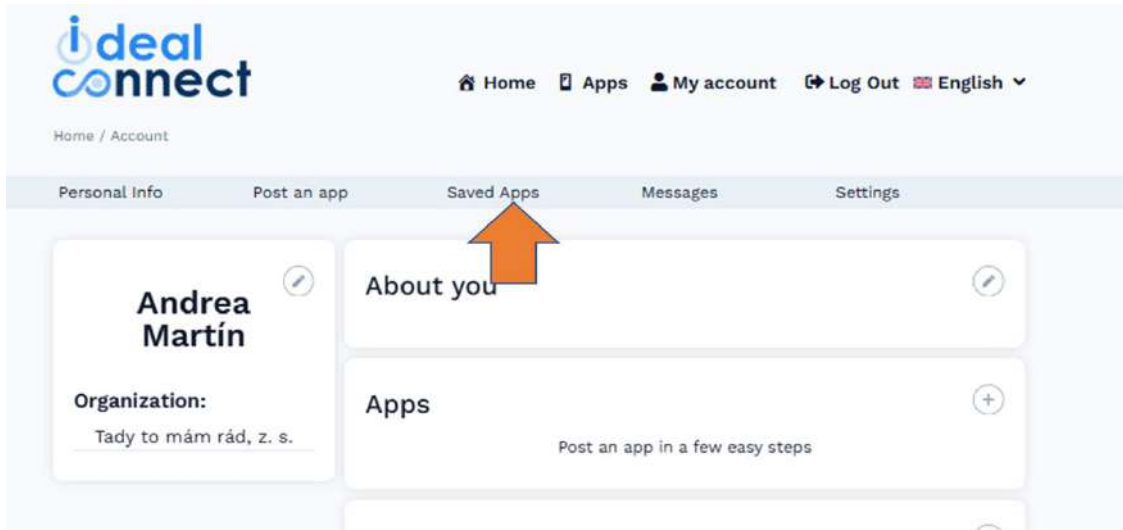 ideal
connect
Home Apps My account Log Out English
Home / Account
Personal Info Post an app Saved Apps Messages Settings
Andrea
Martín
Organization:
Tady to mám rád, z. s.
About you
Apps
Post an app in a few easy steps